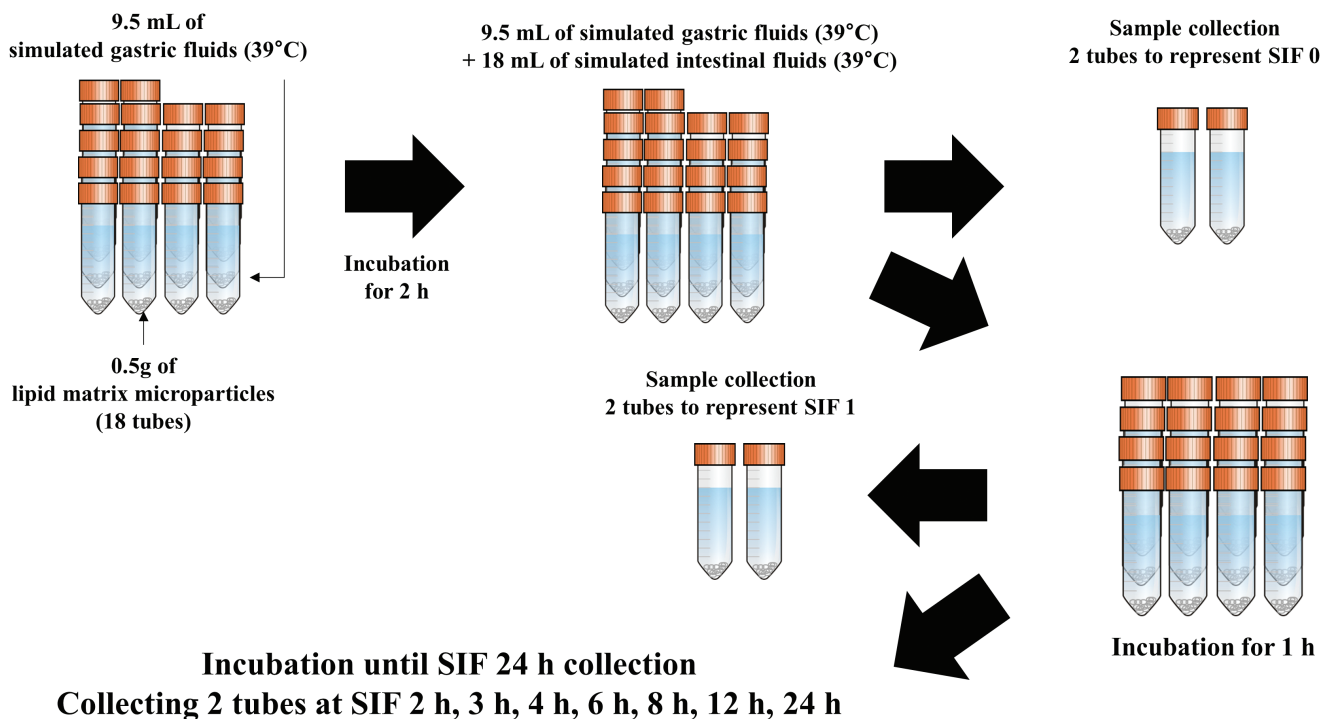 9.5 mL of
simulated gastric fluids (39°C)
9.5 mL of simulated gastric fluids (39°C)
+ 18 mL of simulated intestinal fluids (39°C)
Sample collection
2 tubes to represent SIF 0
Incubation
for 2 h
0.5g of
lipid matrix microparticles
(18 tubes)
Sample collection
2 tubes to represent SIF 1
Incubation for 1 h
Incubation until SIF 24 h collection
Collecting 2 tubes at SIF 2 h, 3 h, 4 h, 6 h, 8 h, 12 h, 24 h